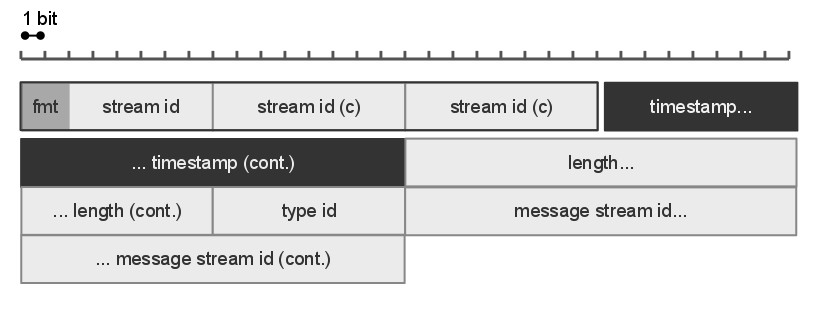 1 bit
fmt stream id stream id (c) stream id (c) timestamp...
... timestamp (cont.) length...
... length (cont.) type id message stream id...
... message stream id (cont.)